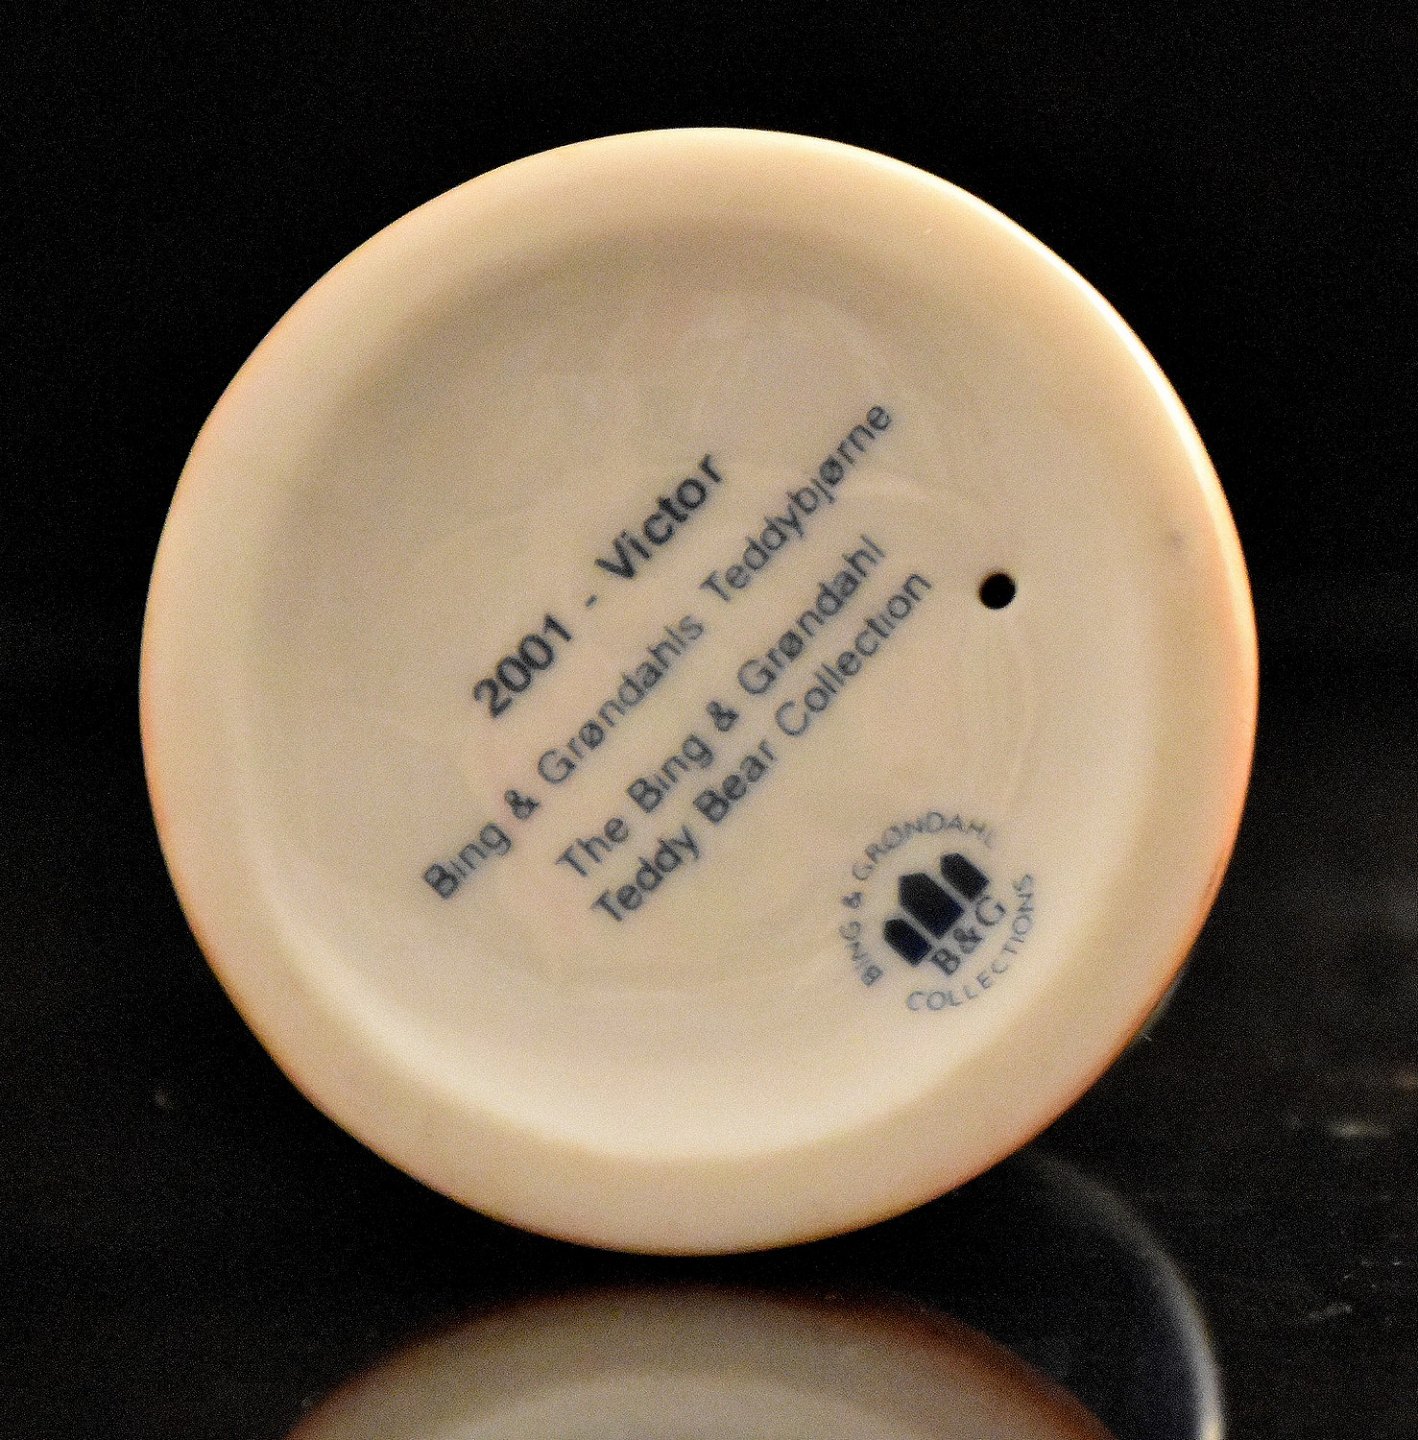 2001 - Victor
Bing & Grøndahls Teddybjørne
The Bing & Grøndahl
Teddy Bear Collection
BING & GRØNDAHL
B&G
COLLECTIONS